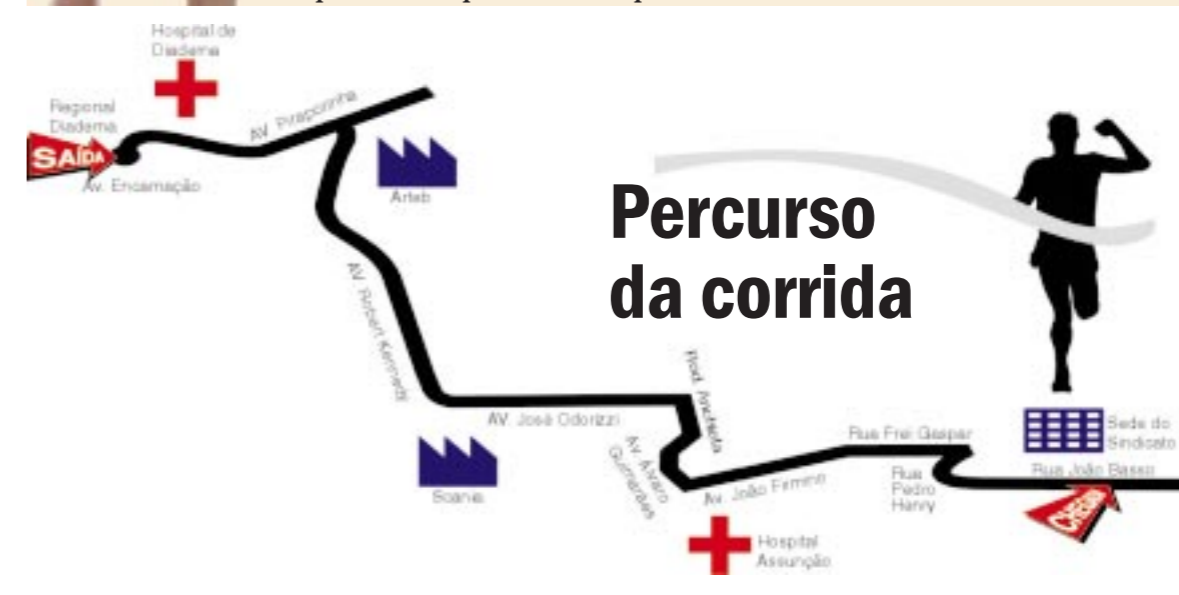 Hospital de
Diadema
Regional
Diadema
SAÍDA
Av. Encarnação
AV. Piraporinha
Arteb
Percurso
da corrida
AV. Robert Kennedy
AV. José Odorizzi
Scania
Rod. Anchieta
Av. Álvaro
Guimarães
Av. João Firmino
Hospital
Assunção
Rua Frei Gaspar
Rua
Pedro
Henry
Sede do
Sindicato
Rua João Basso